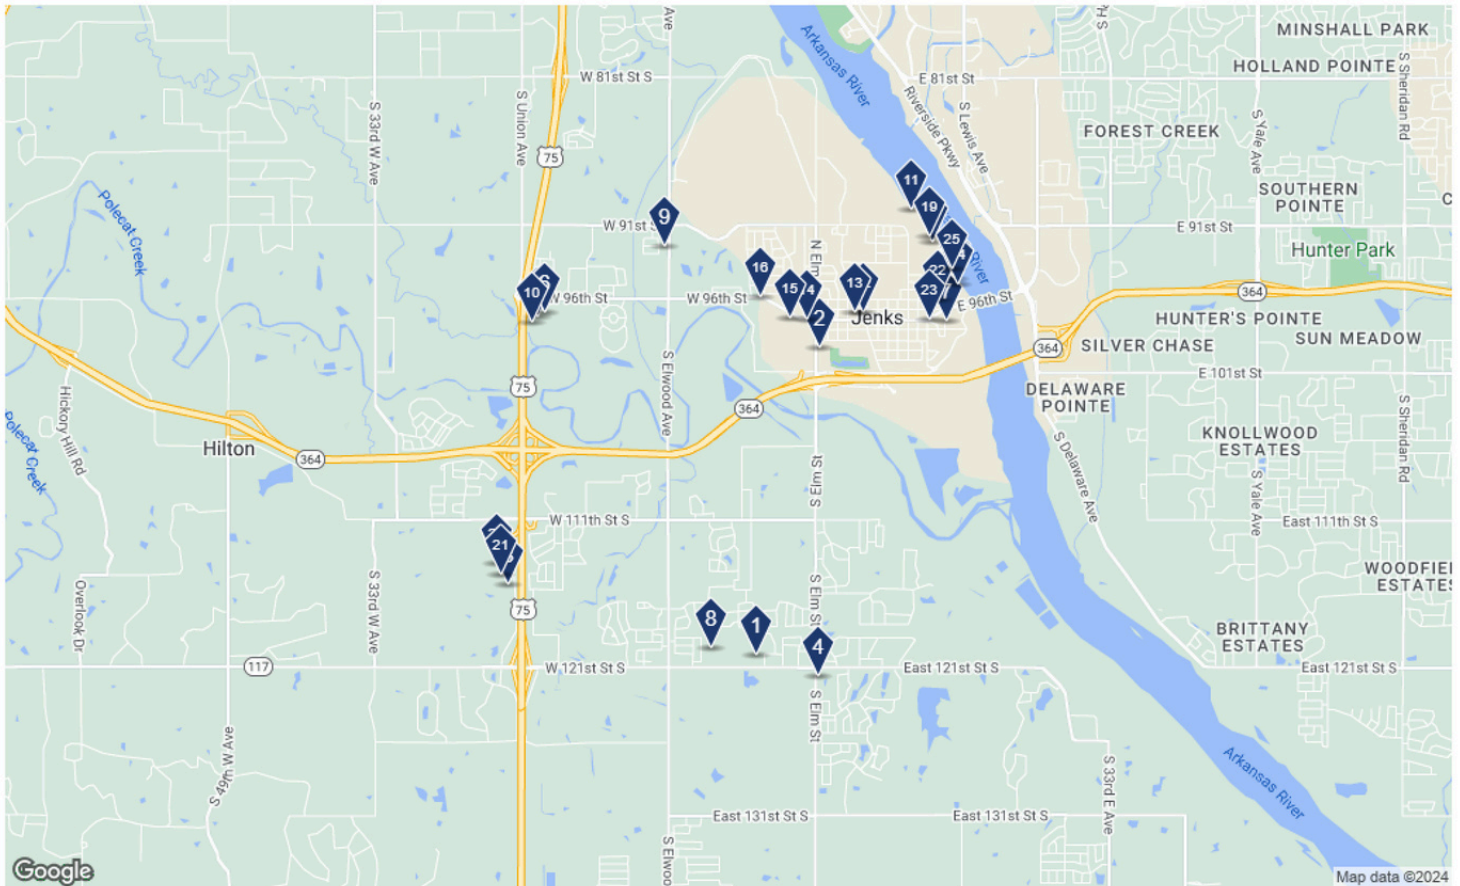 MINSHALL PARK
HOLLAND POINTE
Arkansas River
E 81st St
W 81st St S
S Sheridan Rd
S 33rd W Ave
S Union Ave
Ave
Riverside Pkwy
S Lewis Ave
S Yale Ave
FOREST CREEK
75
11
SOUTHERN
POINTE
Polecat Creek
19
9
W 91st S
E 91st St
25
River
Hunter Park
N Elm
16
22
13
15
23
10
W 96th St
W 96th St
E 96th St
364
2
Jenks
HUNTER'S POINTE
SUN MEADOW
SILVER CHASE
364
E 101st St
75
S Elwood Ave
364
DELAWARE
POINTE
Hickory Hill Rd
Polecat Creek
Hilton
364
S Elm St
S Delaware Ave
KNOLLWOOD
ESTATES
S Yale Ave
S Sheridan Rd
W 111th St S
East 111th St S
21
WOODFIE
ESTATES
Overlook Dr
S 33rd W Ave
75
S Elm St
8
1
4
BRITTANY
ESTATES
117
W 121st St S
East 121st St S
East 121st St S
S Elm St
S 49th W Ave
S 33rd E Ave
Arkansas River
East 131st St S
East 131st St S
S Elwoo
Google
Map data ©2024